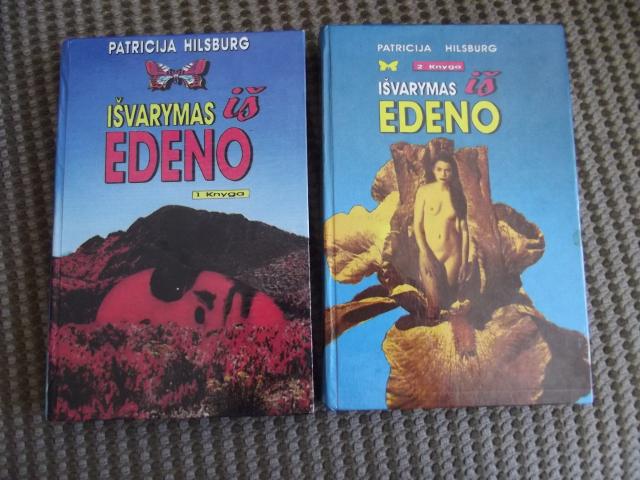 PATRICIJA HILSBURG
IŠVARYMAS iš
EDENO
1 Knyga
PATRICIJA HILSBURG
2 Knyga
IŠVARYMAS iš
EDENO